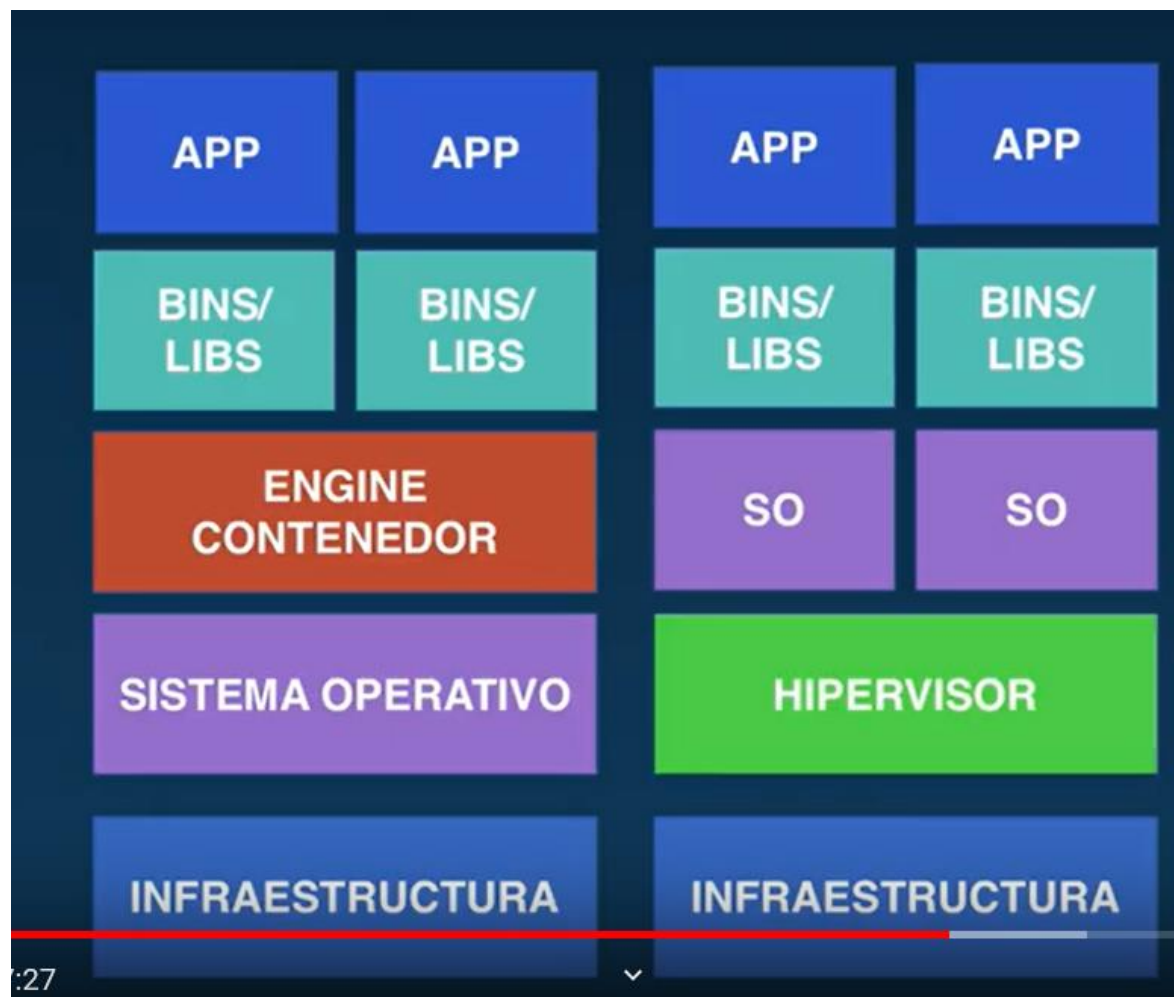 APP
APP
APP
APP
BINS/
LIBS
BINS/
LIBS
BINS/
LIBS
BINS/
LIBS
ENGINE
CONTENEDOR
SO
SO
SISTEMA OPERATIVO
HIPERVISOR
INFRAESTRUCTURA
INFRAESTRUCTURA
:27